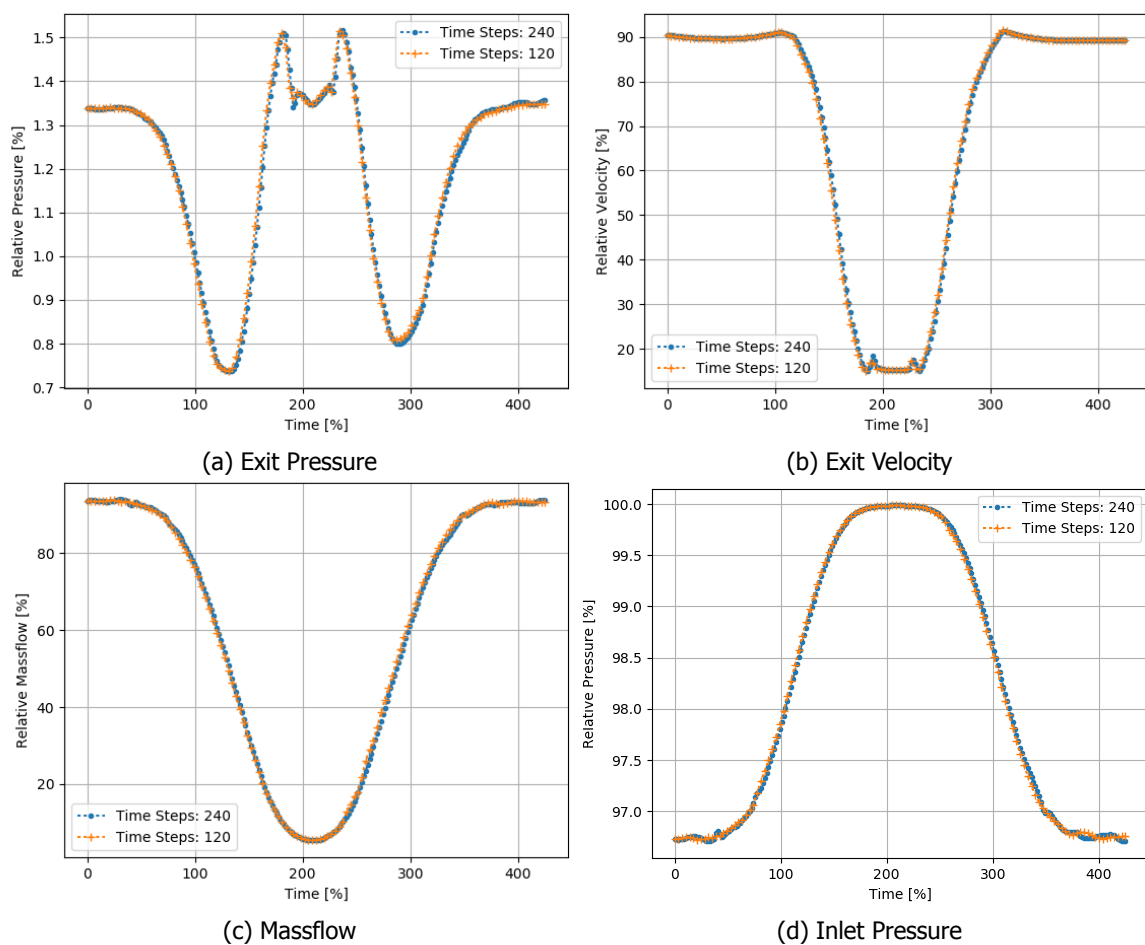 1.5
1.4
1.3
1.2
1.1
1.0
0.9
0.8
0.7
Relative Pressure [%]
Time Steps: 240
Time Steps: 120
0
100
200
300
400
Time [%]
(a) Exit Pressure
90
80
70
60
50
40
30
20
Relative Velocity [%]
Time Steps: 240
Time Steps: 120
0
100
200
300
400
Time [%]
(b) Exit Velocity
80
60
40
20
Relative Massflow [%]
Time Steps: 240
Time Steps: 120
0
100
200
300
400
Time [%]
(c) Massflow
100.0
99.5
99.0
98.5
98.0
97.5
97.0
Relative Pressure [%]
Time Steps: 240
Time Steps: 120
0
100
200
300
400
Time [%]
(d) Inlet Pressure